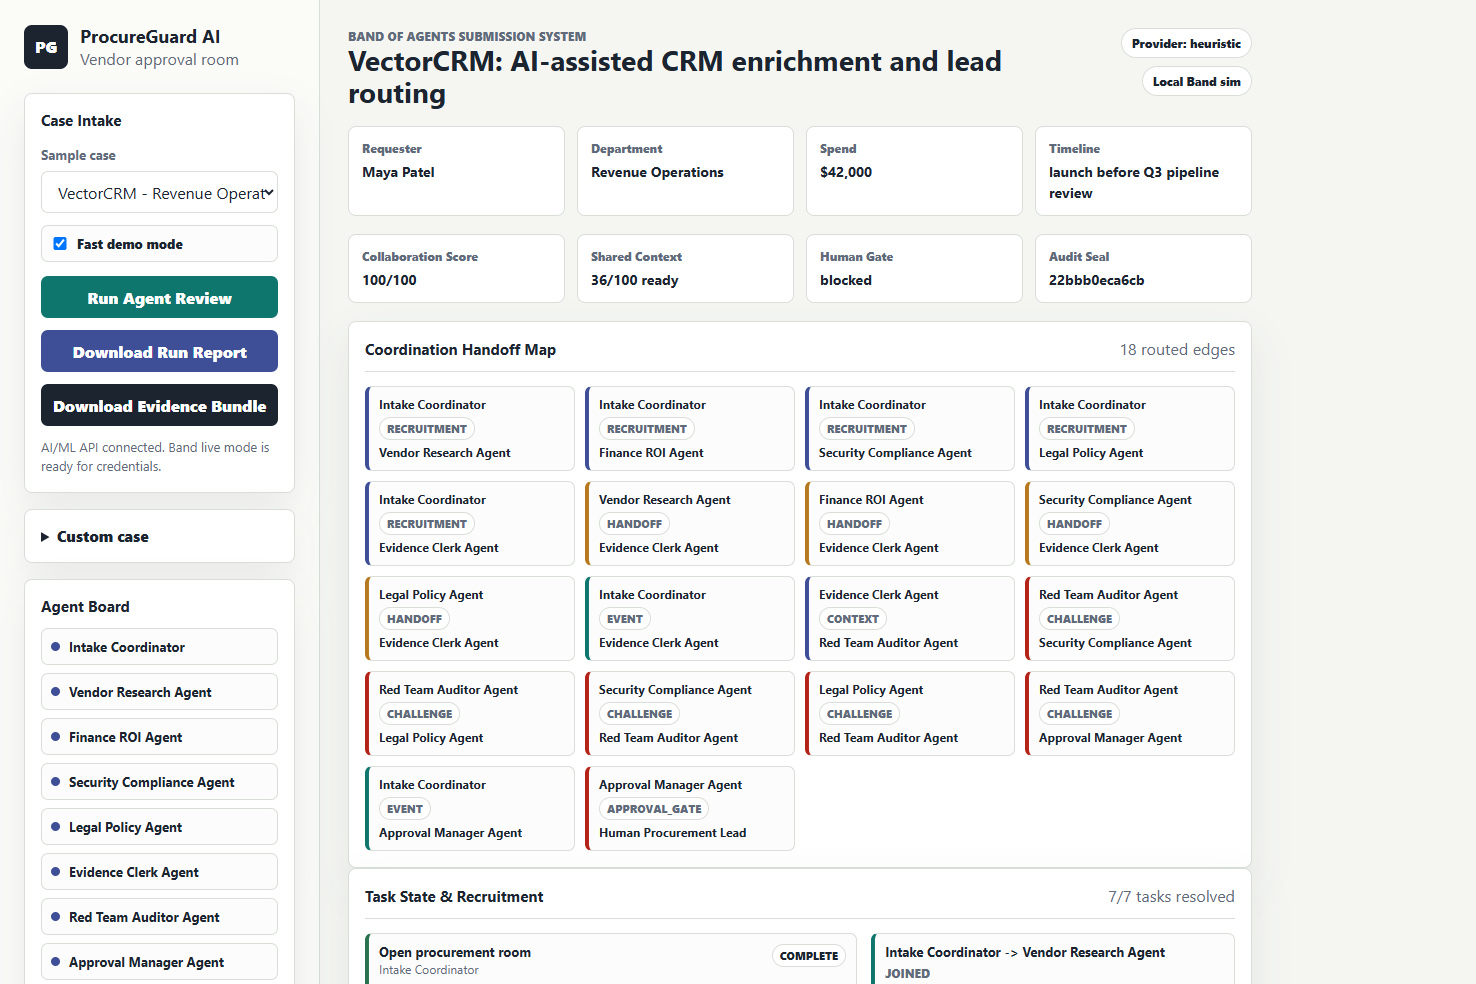 PG
ProcureGuard AI
Vendor approval room
Case Intake
Sample case
VectorCRM - Revenue Operat
Fast demo mode
Run Agent Review
Download Run Report
Download Evidence Bundle
AI/ML API connected. Band live mode is
ready for credentials.
Custom case
Agent Board
Intake Coordinator
Vendor Research Agent
Finance ROI Agent
Security Compliance Agent
Legal Policy Agent
Evidence Clerk Agent
Red Team Auditor Agent
Approval Manager Agent
BAND OF AGENTS SUBMISSION SYSTEM
VectorCRM: AI-assisted CRM enrichment and lead
routing
Provider: heuristic
Local Band sim
Requester
Maya Patel
Department
Revenue Operations
Spend
$42,000
Timeline
launch before Q3 pipeline
review
Collaboration Score
100/100
Shared Context
36/100 ready
Human Gate
blocked
Audit Seal
22bbb0eca6cb
Coordination Handoff Map
18 routed edges
Intake Coordinator
RECRUITMENT
Vendor Research Agent
Intake Coordinator
RECRUITMENT
Finance ROI Agent
Intake Coordinator
RECRUITMENT
Security Compliance Agent
Intake Coordinator
RECRUITMENT
Legal Policy Agent
Intake Coordinator
RECRUITMENT
Evidence Clerk Agent
Vendor Research Agent
HANDOFF
Evidence Clerk Agent
Finance ROI Agent
HANDOFF
Evidence Clerk Agent
Security Compliance Agent
HANDOFF
Evidence Clerk Agent
Legal Policy Agent
HANDOFF
Evidence Clerk Agent
Intake Coordinator
EVENT
Evidence Clerk Agent
Evidence Clerk Agent
CONTEXT
Red Team Auditor Agent
Red Team Auditor Agent
CHALLENGE
Security Compliance Agent
Red Team Auditor Agent
CHALLENGE
Legal Policy Agent
Security Compliance Agent
CHALLENGE
Red Team Auditor Agent
Legal Policy Agent
CHALLENGE
Red Team Auditor Agent
Red Team Auditor Agent
CHALLENGE
Approval Manager Agent
Intake Coordinator
EVENT
Approval Manager Agent
Approval Manager Agent
APPROVAL_GATE
Human Procurement Lead
Task State & Recruitment
7/7 tasks resolved
Open procurement room
Intake Coordinator
COMPLETE
Intake Coordinator -> Vendor Research Agent
JOINED